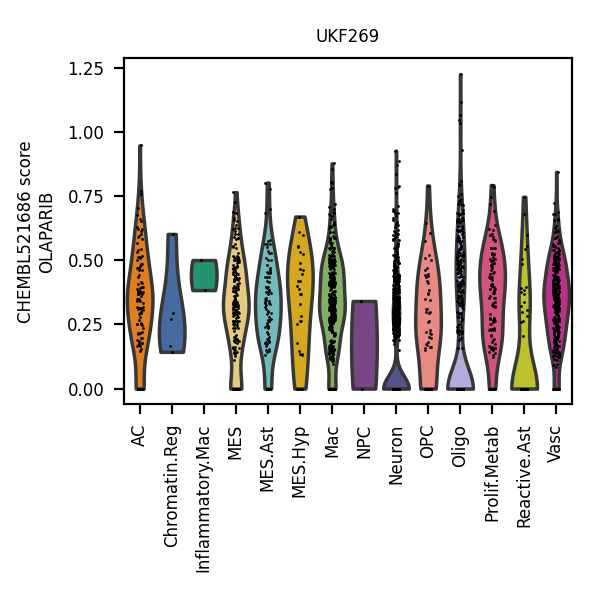 UKF269
CHEMBL521686 score
OLAPARIB
1.25
1.00
0.75
0.50
0.25
0.00
AC
Chromatin.Reg
Inflammatory.Mac
MES
MES.Ast
MES.Hyp
Mac
NPC
Neuron
OPC
Oligo
Prolif.Metab
Reactive.Ast
Vasc